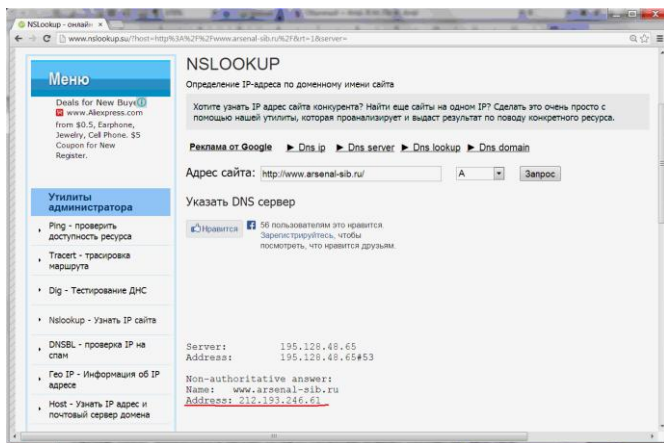 NSLookup - онлайн
www.nslookup.su/?host=http%3A%2F%2Fwww.arsenal-sib.ru%2F&rt=1&server=
Меню
Deals for New Buye
www.Aliexpress.com
from $0.5, Earphone,
Jewelry, Cell Phone. $5
Coupon for New
Register.
Утилиты
администратора
Ping - проверить
доступность ресурса
Tracert - трасировка
маршрута
Dig - Тестирование ДНС
Nslookup - Узнать IP сайта
DNSBL - проверка IP на
спам
Гео IP - Информация об IP
адресе
Host - Узнать IP адрес и
почтовый сервер домена
NSLOOKUP
Определение IP-адреса по доменному имени сайта
Хотите узнать IP адрес сайта конкурента? Найти еще сайты на одном IP? Сделать это очень просто с
помощью нашей утилиты, которая проанализирует и выдаст результат по поводу конкретного ресурса.
Реклама от Google ► Dns ip ► Dns server ► Dns lookup ► Dns domain
Адрес сайта: http://www.arsenal-sib.ru/ A Запрос
Указать DNS сервер
Нравится 56 пользователям это нравится.
Зарегистрируйтесь, чтобы
посмотреть, что нравится друзьям.
Server: 195.128.48.65
Address: 195.128.48.65#53
Non-authoritative answer:
Name: www.arsenal-sib.ru
Address: 212.193.246.61